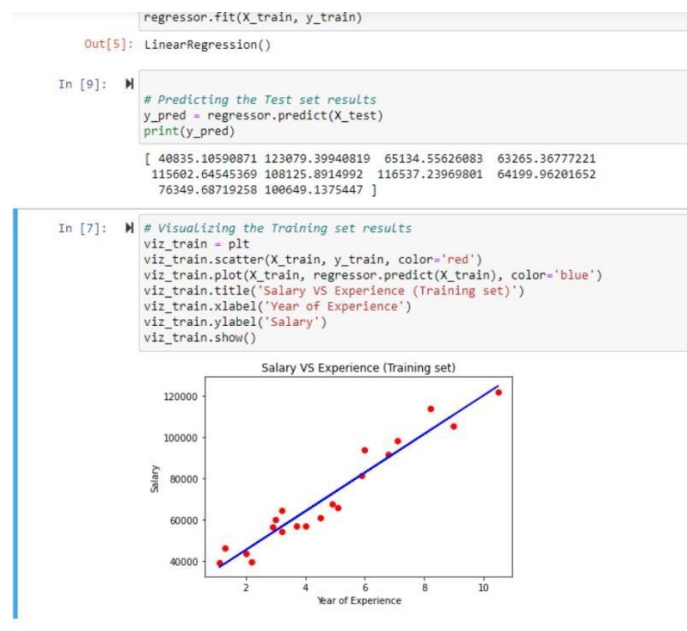 regressor.fit(X_train, y_train)
Out[5]: LinearRegression()
In [9]:
# Predicting the Test set results
y_pred = regressor.predict(X_test)
print(y_pred)
[ 40835.10590871 123079.39940819  65134.55626083  63265.36777221
115602.64545369 108125.8914992  116537.23969801  64199.96201652
76349.68719258 100649.1375447 ]
In [7]: # Visualizing the Training set results
viz_train = plt
viz_train.scatter(X_train, y_train, color='red')
viz_train.plot(X_train, regressor.predict(X_train), color='blue')
viz_train.title('Salary VS Experience (Training set)')
viz_train.xlabel('Year of Experience')
viz_train.ylabel('Salary')
viz_train.show()
Salary VS Experience (Training set)
120000
100000
80000
60000
40000
Salary
2 4 6 8 10
Year of Experience